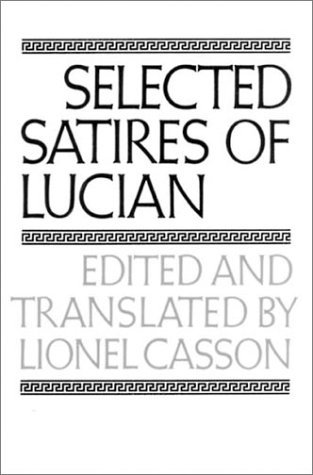 SELECTED
SATIRES OF
LUCIAN
EDITED AND
TRANSLATED BY
LIONEL CASSON